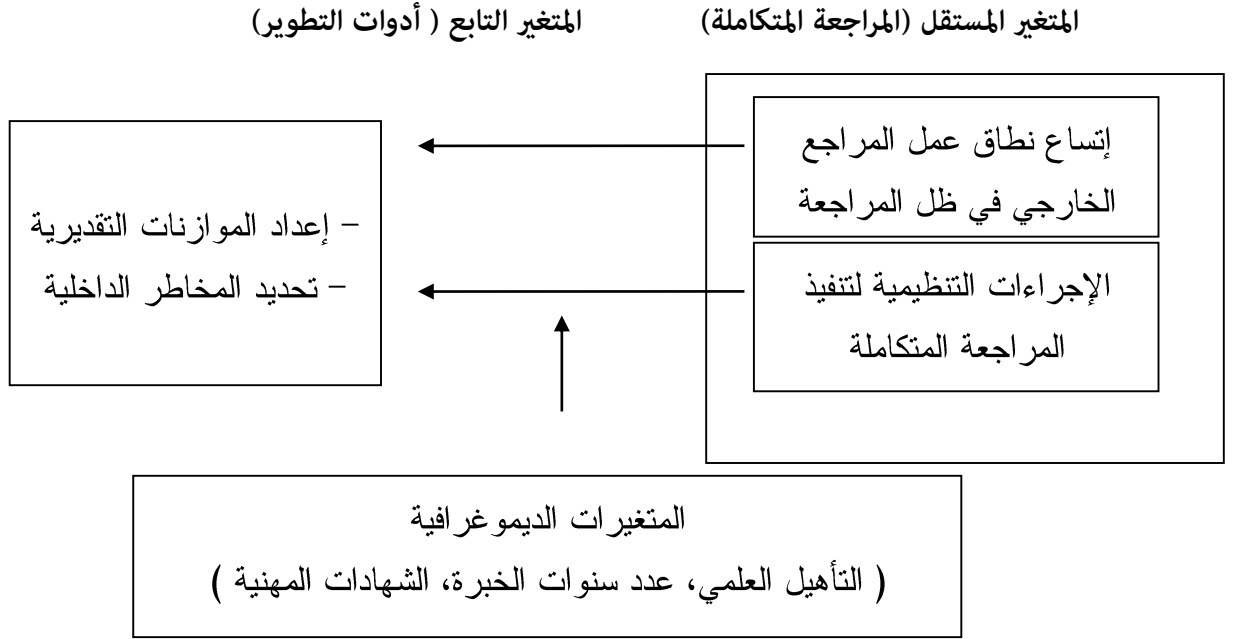 المتغير المستقل (المراجعة المتكاملة)
المتغير التابع ( أدوات التطوير)
إتساع نطاق عمل المراجع
الخارجي في ظل المراجعة
الإجراءات التنظيمية لتنفيذ
المراجعة المتكاملة
– إعداد الموازنات التقديرية
– تحديد المخاطر الداخلية
المتغيرات الديموغرافية
( التأهيل العلمي، عدد سنوات الخبرة، الشهادات المهنية )